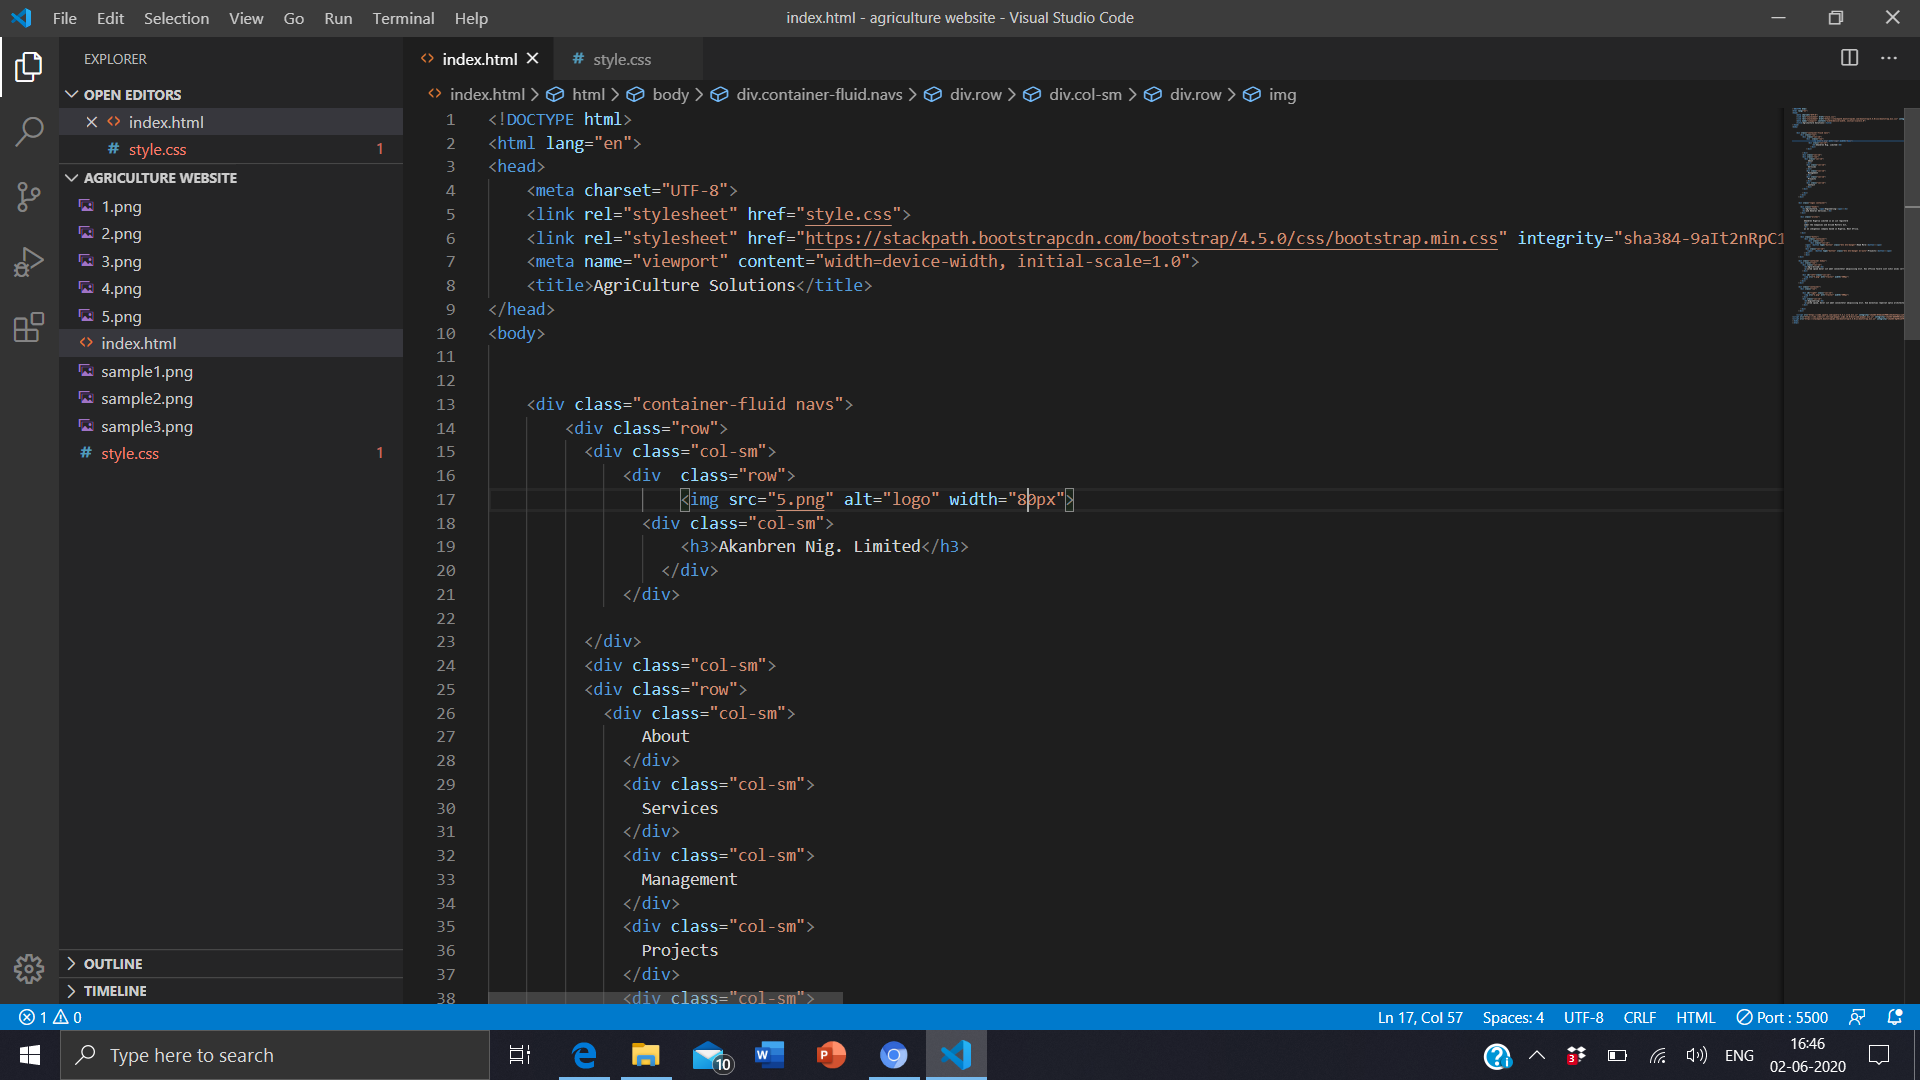 File Edit Selection View Go Run Terminal Help
index.html - agriculture website - Visual Studio Code
EXPLORER
OPEN EDITORS
index.html
style.css 1
AGRICULTURE WEBSITE
1.png
2.png
3.png
4.png
5.png
index.html
sample1.png
sample2.png
sample3.png
style.css 1
OUTLINE
TIMELINE
index.html
style.css
index.html > html > body > div.container-fluid.navs > div.row > div.col-sm > div.row > img
1 <!DOCTYPE html>
2 <html lang="en">
3 <head>
4 <meta charset="UTF-8">
5 <link rel="stylesheet" href="style.css">
6 <link rel="stylesheet" href="https://stackpath.bootstrapcdn.com/bootstrap/4.5.0/css/bootstrap.min.css" integrity="sha384-9aIt2nRpC1
7 <meta name="viewport" content="width=device-width, initial-scale=1.0">
8 <title>AgriCulture Solutions</title>
9 </head>
10 <body>
11
12
13 <div class="container-fluid navs">
14 <div class="row">
15 <div class="col-sm">
16 <div  class="row">
17 <img src="5.png" alt="logo" width="80px">
18 <div class="col-sm">
19 <h3>Akanbren Nig. Limited</h3>
20 </div>
21 </div>
22
23 </div>
24 <div class="col-sm">
25 <div class="row">
26 <div class="col-sm">
27 About
28 </div>
29 <div class="col-sm">
30 Services
31 </div>
32 <div class="col-sm">
33 Management
34 </div>
35 <div class="col-sm">
36 Projects
37 </div>
38 <div class="col-sm">
1 0
Ln 17, Col 57 Spaces: 4 UTF-8 CRLF HTML Port : 5500
Type here to search
10
3
ENG
16:46
02-06-2020